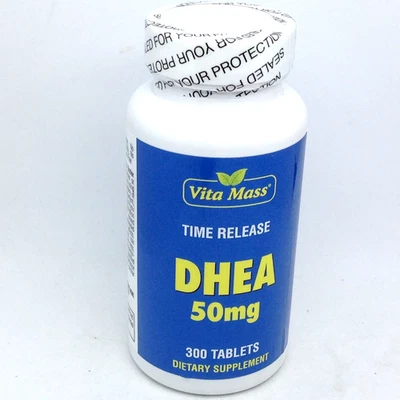 SEALED FOR YOUR PROTECTION
Vita Mass®
TIME RELEASE
DHEA
50mg
300 TABLETS
DIETARY SUPPLEMENT